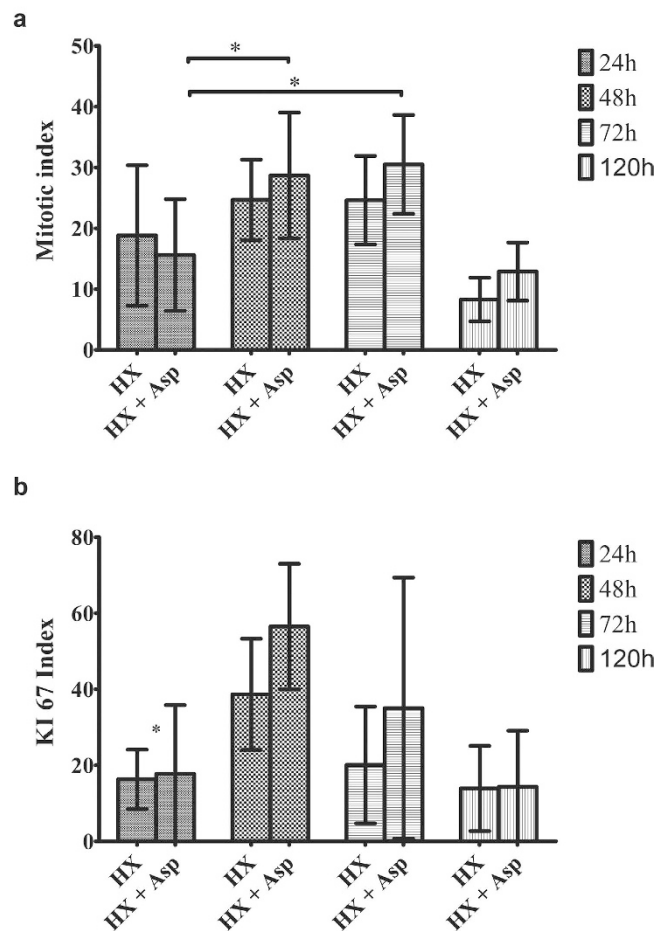 a
50
40
30
20
10
0
Mitotic index
*
*
24h
48h
72h
120h
HX
HX + Asp
HX
HX + Asp
HX
HX + Asp
HX
HX + Asp
b
80
60
40
20
0
KI 67 Index
*
24h
48h
72h
120h
HX
HX + Asp
HX
HX + Asp
HX
HX + Asp
HX
HX + Asp